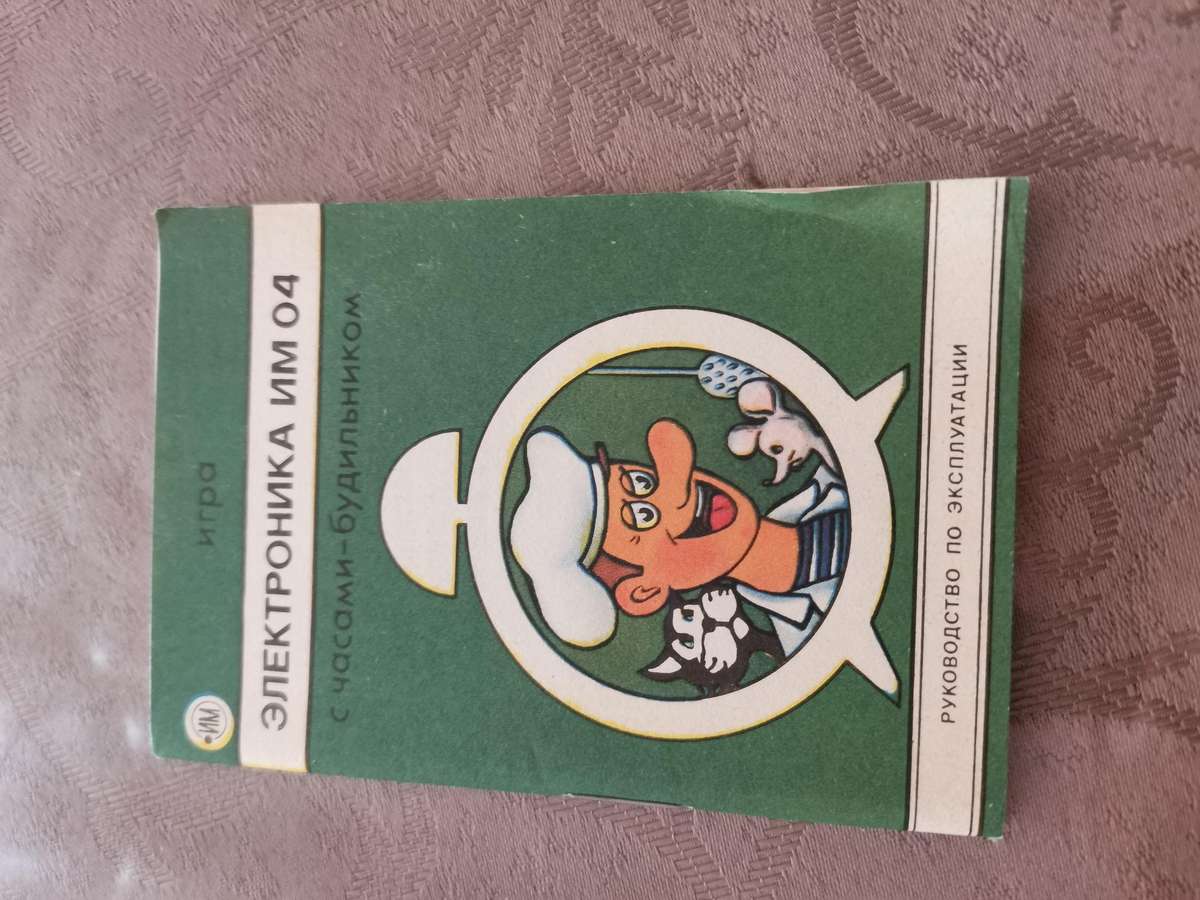 игра
ИМ
ЭЛЕКТРОНИКА ИМ 04
с часами-будильником
РУКОВОДСТВО ПО ЭКСПЛУАТАЦИИ